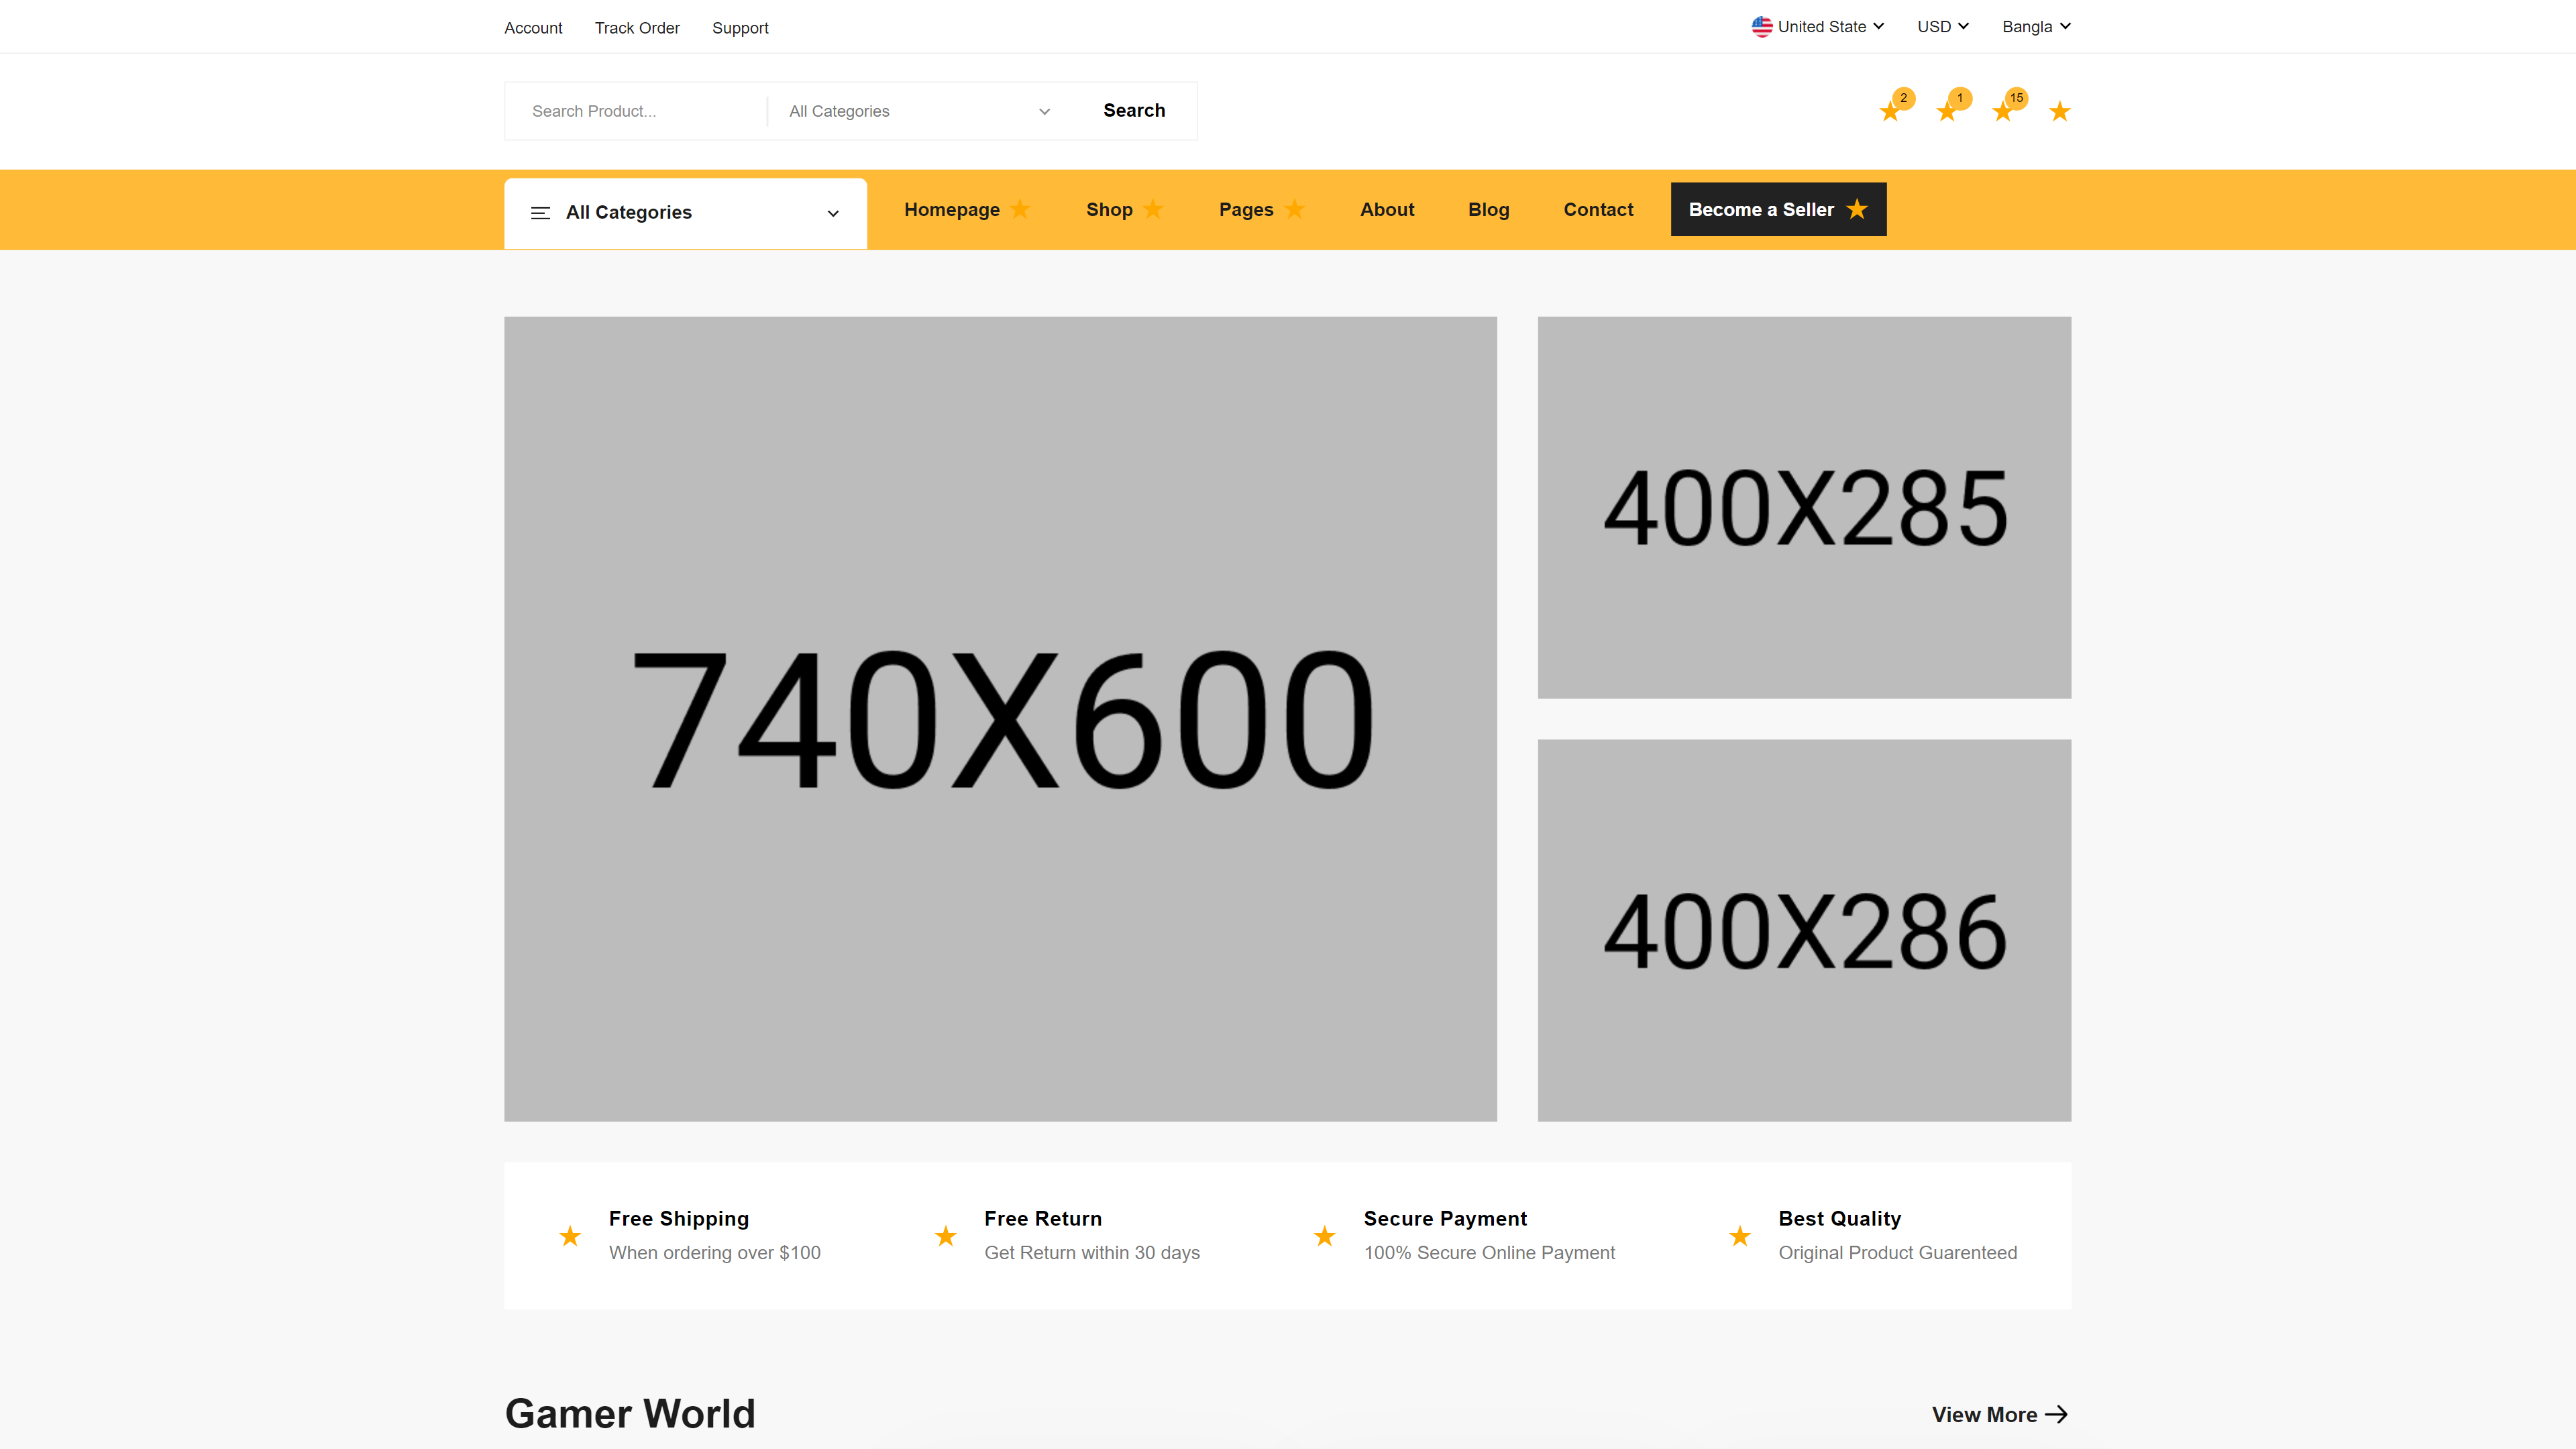 Account Track Order Support
United State USD Bangla
Search Product... All Categories Search
2 1 15
All Categories Homepage Shop Pages About Blog Contact Become a Seller
740X600
400X285
400X286
Free Shipping
When ordering over $100
Free Return
Get Return within 30 days
Secure Payment
100% Secure Online Payment
Best Quality
Original Product Guarenteed
Gamer World
View More